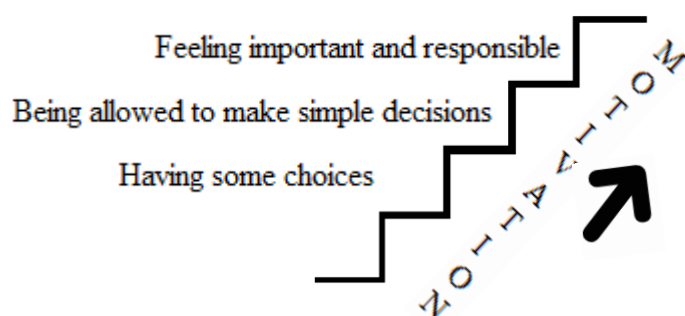 Feeling important and responsible
Being allowed to make simple decisions
Having some choices
MOTIVATION